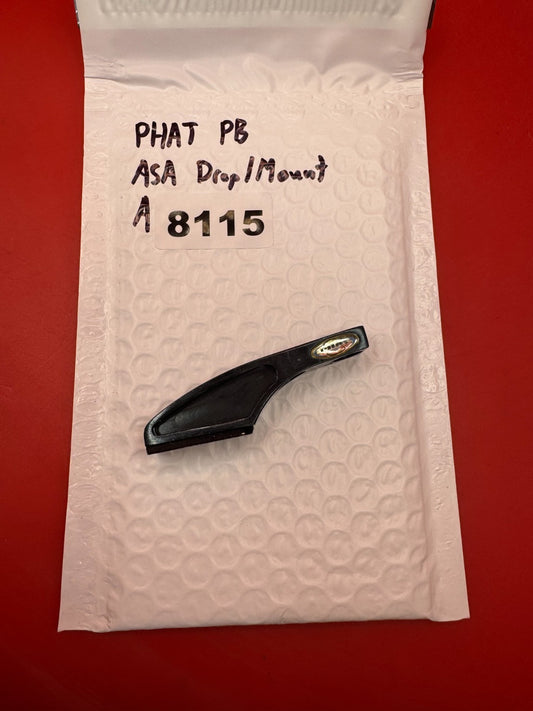 PHAT PB
ASA Drop/Mount
A 8115